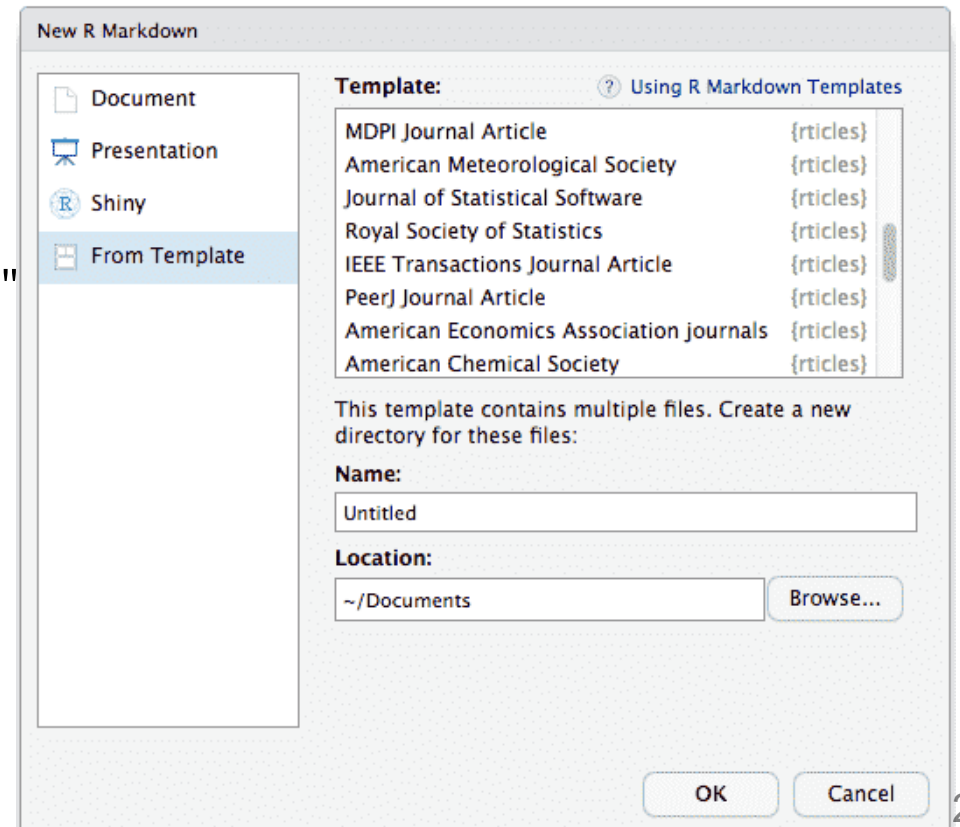 New R Markdown
Document
Presentation
Shiny
From Template
"
Template:
? Using R Markdown Templates
MDPI Journal Article {rticles}
American Meteorological Society {rticles}
Journal of Statistical Software {rticles}
Royal Society of Statistics {rticles}
IEEE Transactions Journal Article {rticles}
PeerJ Journal Article {rticles}
American Economics Association journals {rticles}
American Chemical Society {rticles}
This template contains multiple files. Create a new
directory for these files:
Name:
Untitled
Location:
~/Documents
Browse...
OK
Cancel